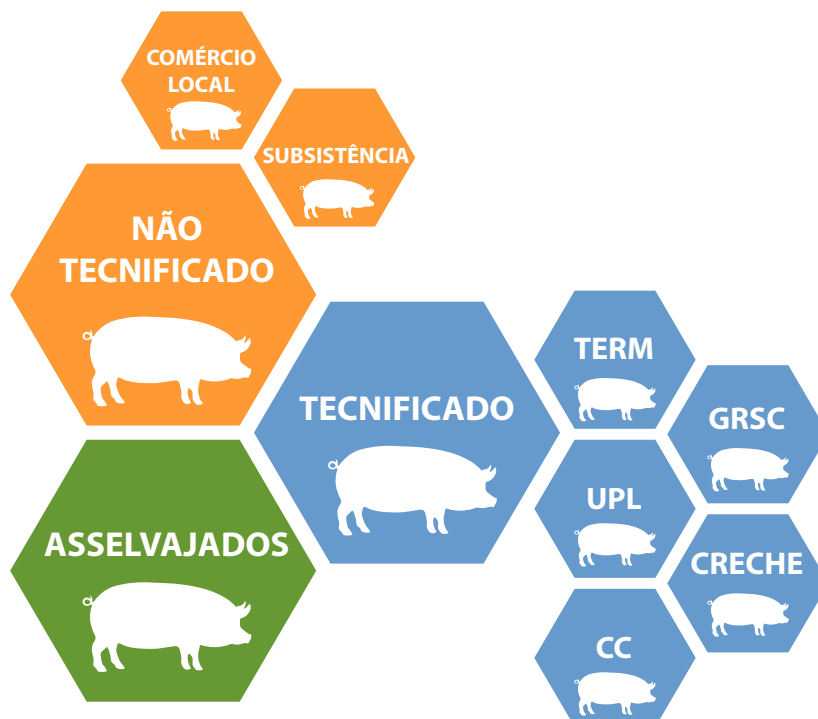 COMÉRCIO
LOCAL
SUBSISTÊNCIA
NÃO
TECNIFICADO
TECNIFICADO
TERM
GRSC
UPL
ASSELVAJADOS
CRECHE
CC